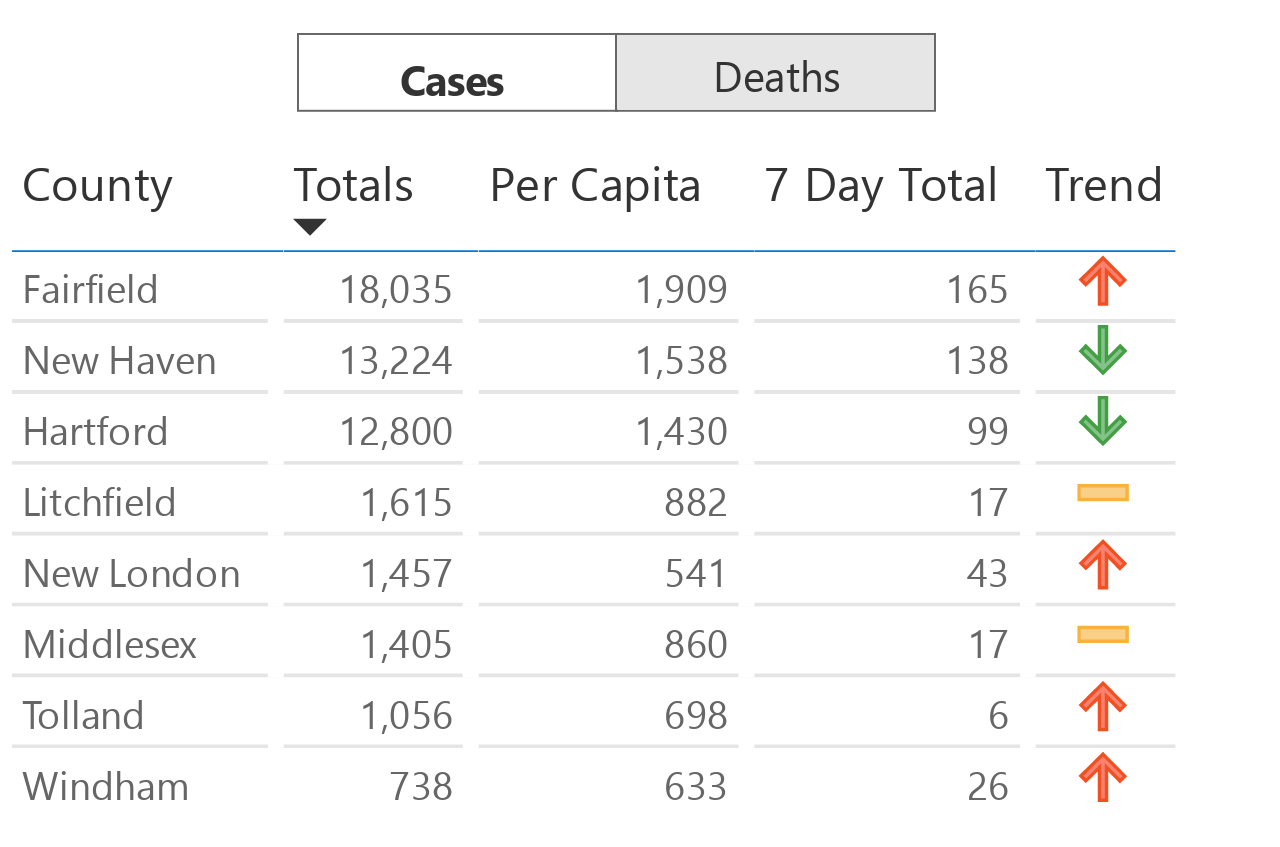 Cases Deaths
County Totals Per Capita 7 Day Total Trend
Fairfield 18,035 1,909 165
New Haven 13,224 1,538 138
Hartford 12,800 1,430 99
Litchfield 1,615 882 17
New London 1,457 541 43
Middlesex 1,405 860 17
Tolland 1,056 698 6
Windham 738 633 26